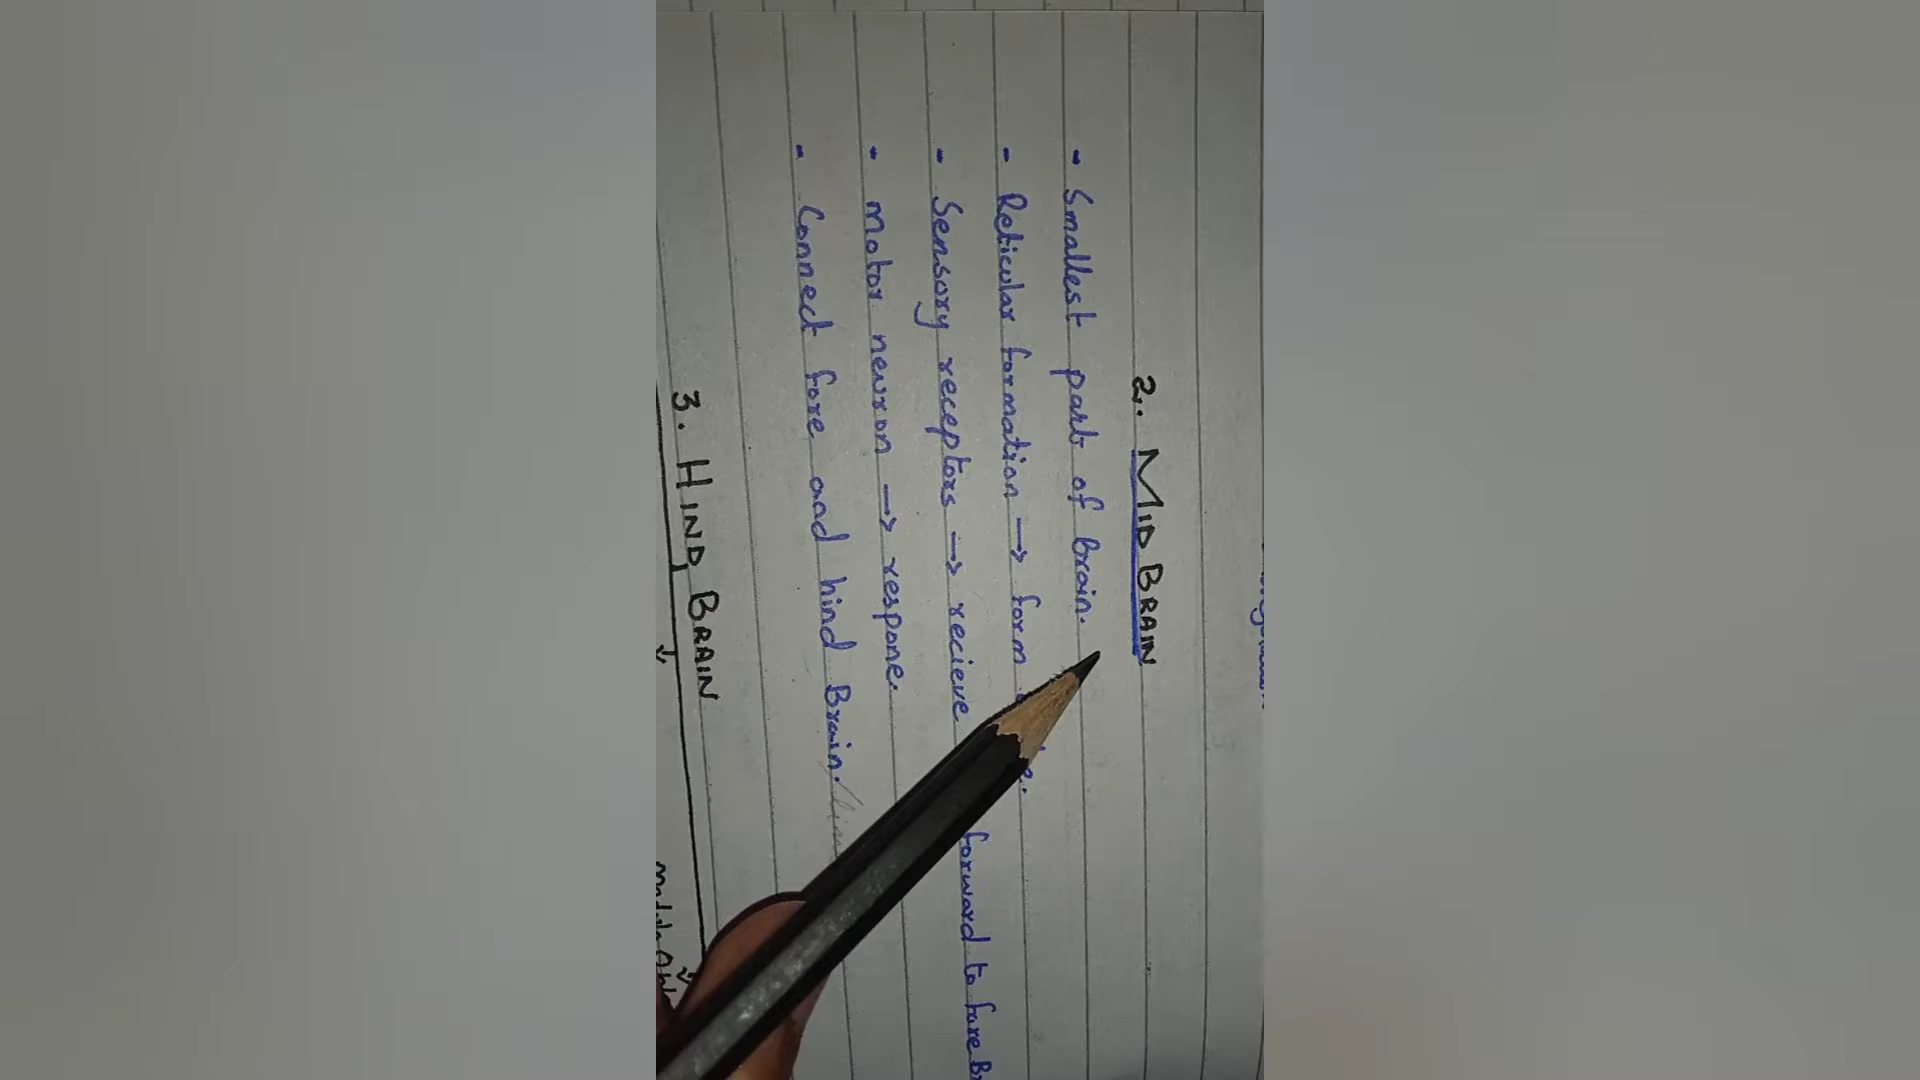 2. MID BRAIN
- Smallest part of brain.
- Reticular formation → form
- Sensory receptors → recieve forward to fore
- Motor neuron → respone.
- Connect fore and hind Brain.
3. HIND BRAIN